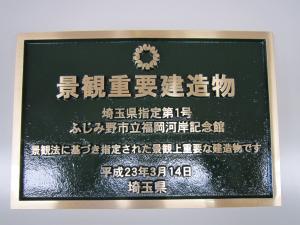 景観重要建造物
埼玉県指定第1号
ふじみ野市立福岡河岸記念館
景観法に基づき指定された景観上重要な建造物です
平成23年3月14日
埼玉県